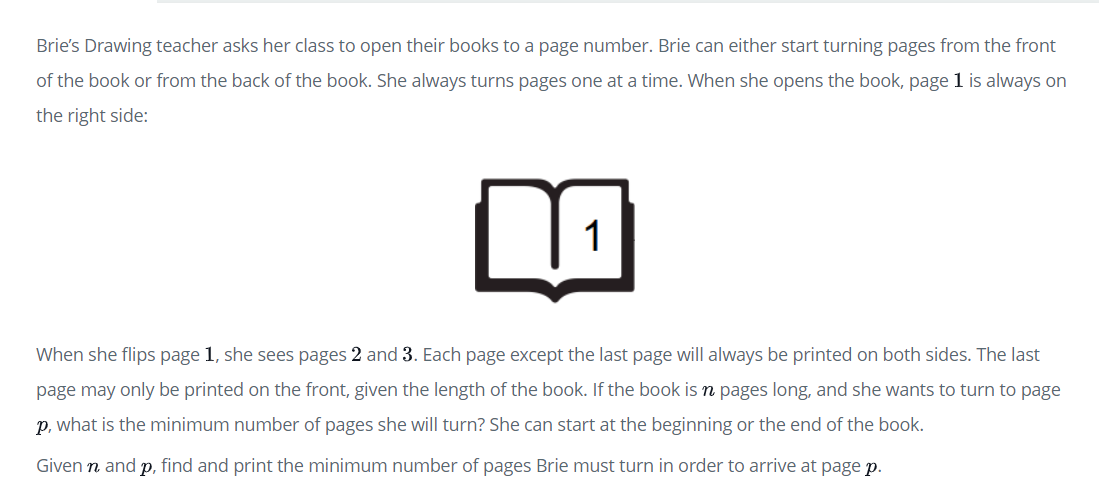 Brie’s Drawing teacher asks her class to open their books to a page number. Brie can either start turning pages from the front
of the book or from the back of the book. She always turns pages one at a time. When she opens the book, page 1 is always on
the right side:
1
When she flips page 1, she sees pages 2 and 3. Each page except the last page will always be printed on both sides. The last
page may only be printed on the front, given the length of the book. If the book is n pages long, and she wants to turn to page
p, what is the minimum number of pages she will turn? She can start at the beginning or the end of the book.
Given n and p, find and print the minimum number of pages Brie must turn in order to arrive at page p.